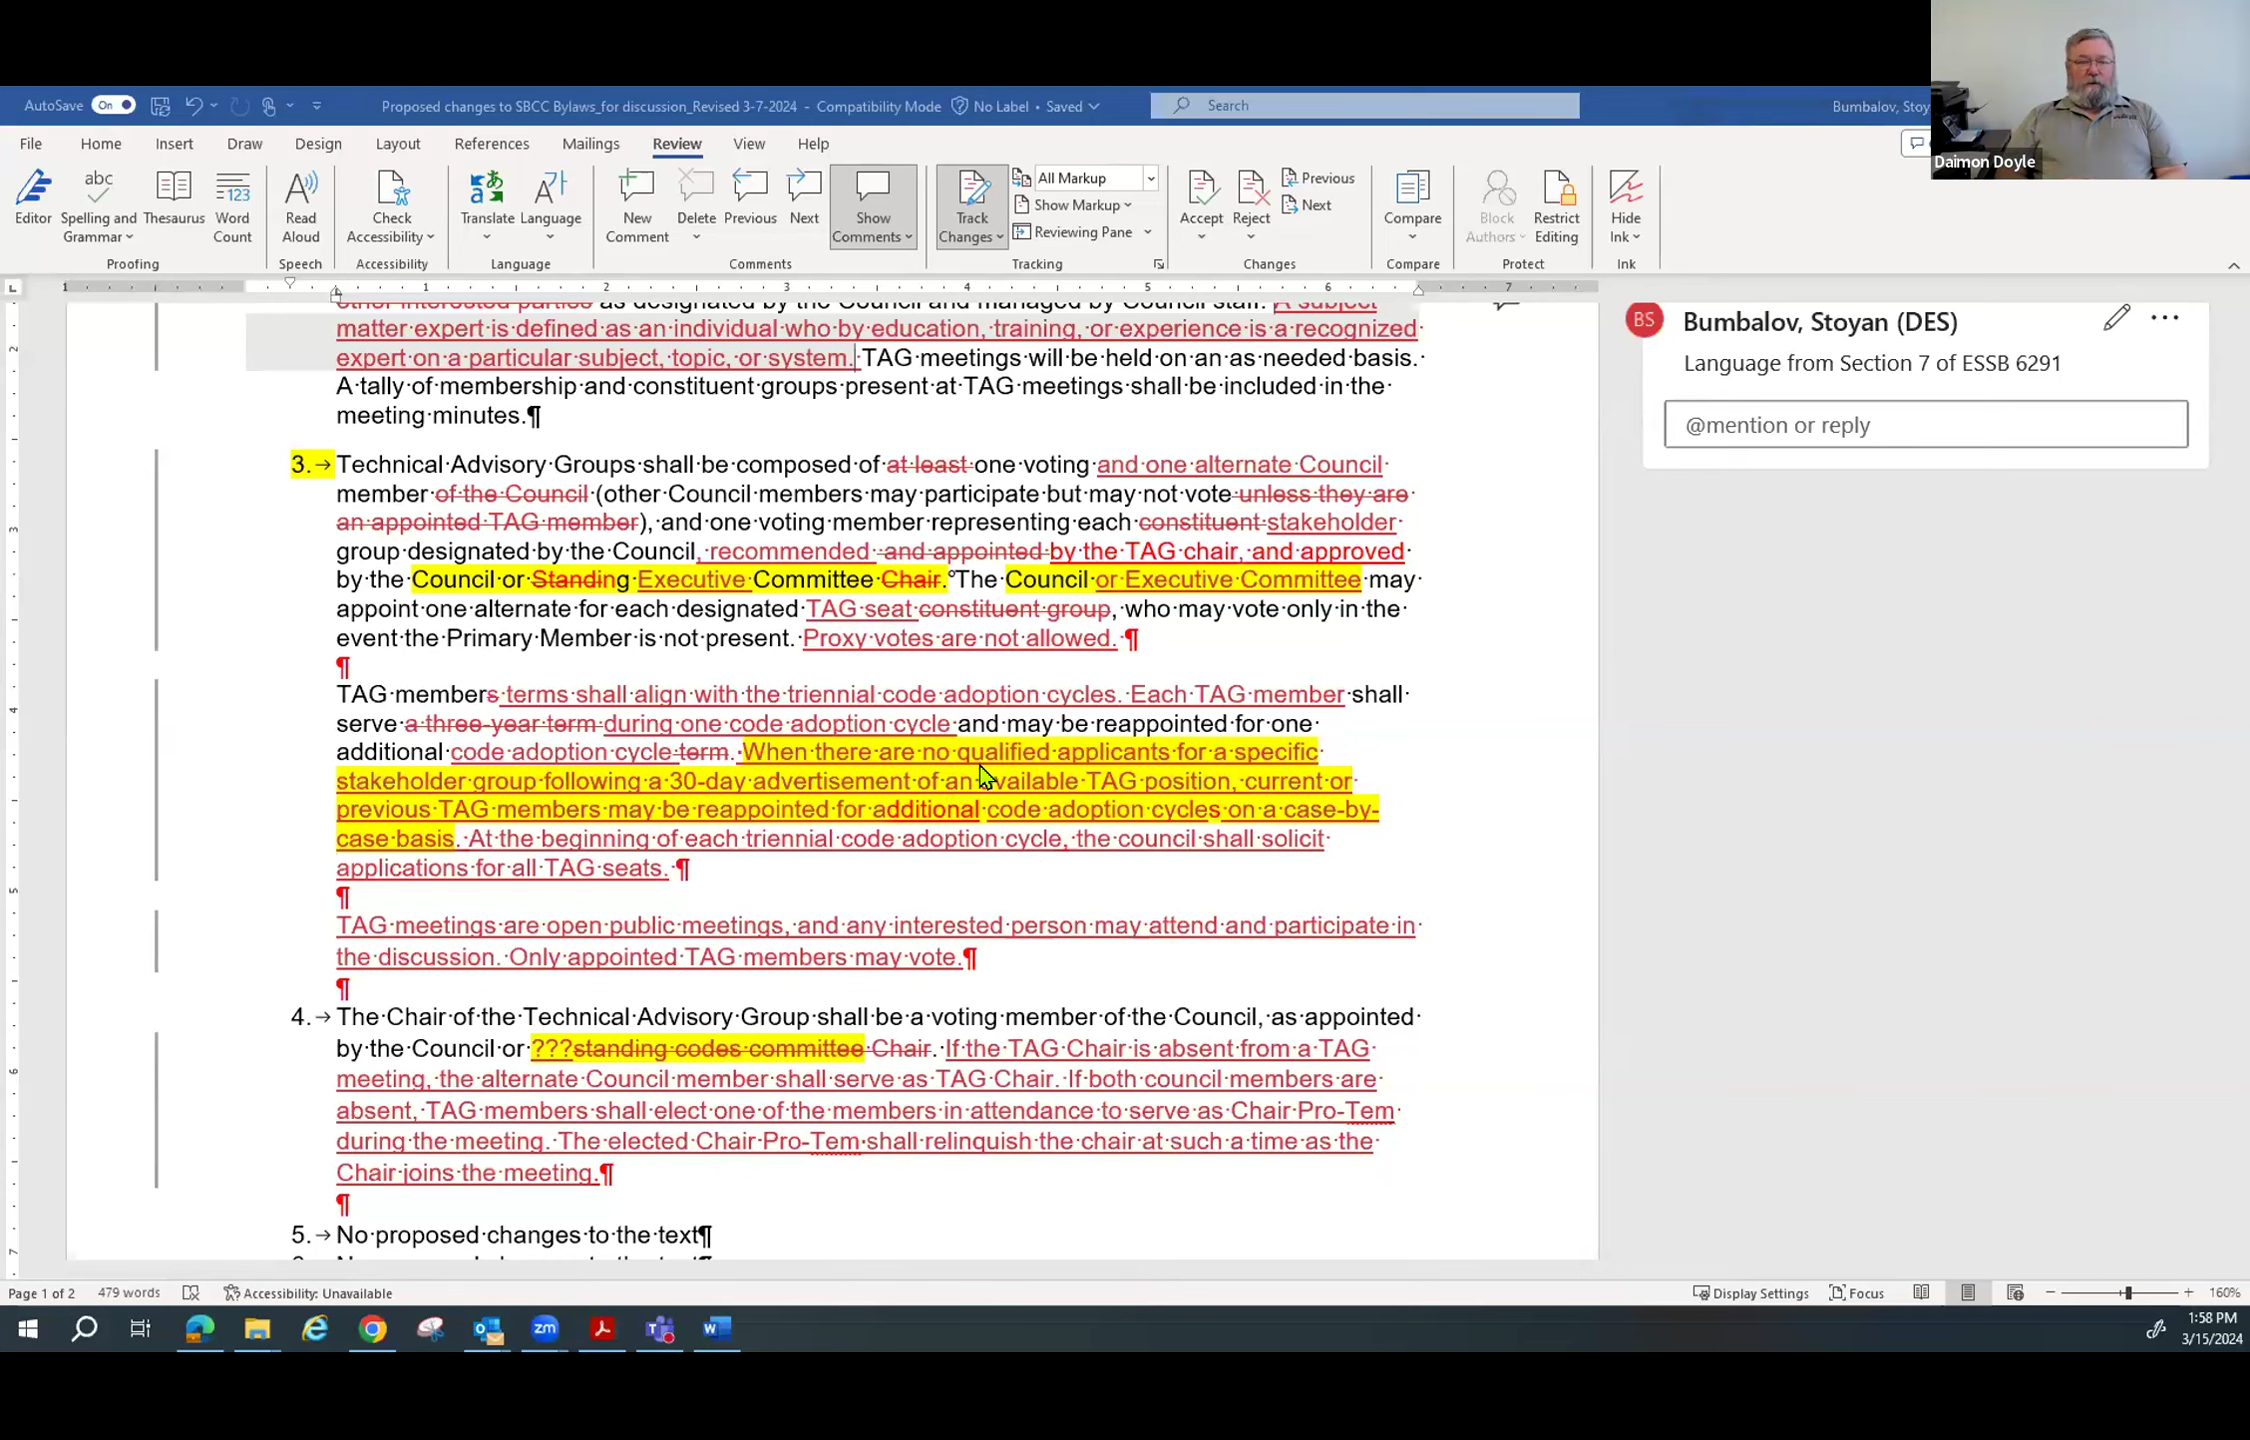 Daimon Doyle
AutoSave On Proposed changes to SBCC Bylaws_for discussion_Revised 3-7-2024 - Compatibility Mode No Label • Saved Search Bumbalov, Stoy
File Home Insert Draw Design Layout References Mailings Review View Help
Editor
Spelling and Grammar
Thesaurus
Word Count
Proofing
Read Aloud
Speech
Check Accessibility
Accessibility
Translate
Language
Language
New Comment
Delete
Previous
Next
Show Comments
Comments
Track Changes
All Markup
Show Markup
Reviewing Pane
Tracking
Accept
Reject
Previous
Next
Changes
Compare
Compare
Block Authors
Restrict Editing
Protect
Hide Ink
Ink
1 1 2 3 4 5 6 7
other interested parties as designated by the Council and managed by Council staff. A subject
matter expert is defined as an individual who by education, training, or experience is a recognized
expert on a particular subject, topic, or system. TAG meetings will be held on an as needed basis.
A tally of membership and constituent groups present at TAG meetings shall be included in the
meeting minutes.¶
3.→Technical Advisory Groups shall be composed of at least one voting and one alternate Council
member of the Council (other Council members may participate but may not vote unless they are
an appointed TAG member), and one voting member representing each constituent stakeholder
group designated by the Council, recommended and appointed by the TAG chair, and approved
by the Council or Standing Executive Committee Chair. The Council or Executive Committee may
appoint one alternate for each designated TAG seat constituent group, who may vote only in the
event the Primary Member is not present. Proxy votes are not allowed. ¶
¶
TAG members terms shall align with the triennial code adoption cycles. Each TAG member shall
serve a three-year term during one code adoption cycle and may be reappointed for one
additional code adoption cycle term. When there are no qualified applicants for a specific
stakeholder group following a 30-day advertisement of an available TAG position, current or
previous TAG members may be reappointed for additional code adoption cycles on a case-by-
case basis. At the beginning of each triennial code adoption cycle, the council shall solicit
applications for all TAG seats. ¶
¶
TAG meetings are open public meetings, and any interested person may attend and participate in
the discussion. Only appointed TAG members may vote.¶
¶
4.→The Chair of the Technical Advisory Group shall be a voting member of the Council, as appointed
by the Council or ???standing codes committee Chair. If the TAG Chair is absent from a TAG
meeting, the alternate Council member shall serve as TAG Chair. If both council members are
absent, TAG members shall elect one of the members in attendance to serve as Chair Pro-Tem
during the meeting. The elected Chair Pro-Tem shall relinquish the chair at such a time as the
Chair joins the meeting.¶
¶
5.→No proposed changes to the text¶
BS Bumbalov, Stoyan (DES)
Language from Section 7 of ESSB 6291
@mention or reply
2
3
4
5
6
7
Page 1 of 2 479 words Accessibility: Unavailable Display Settings Focus 160%
zm
1:58 PM
3/15/2024